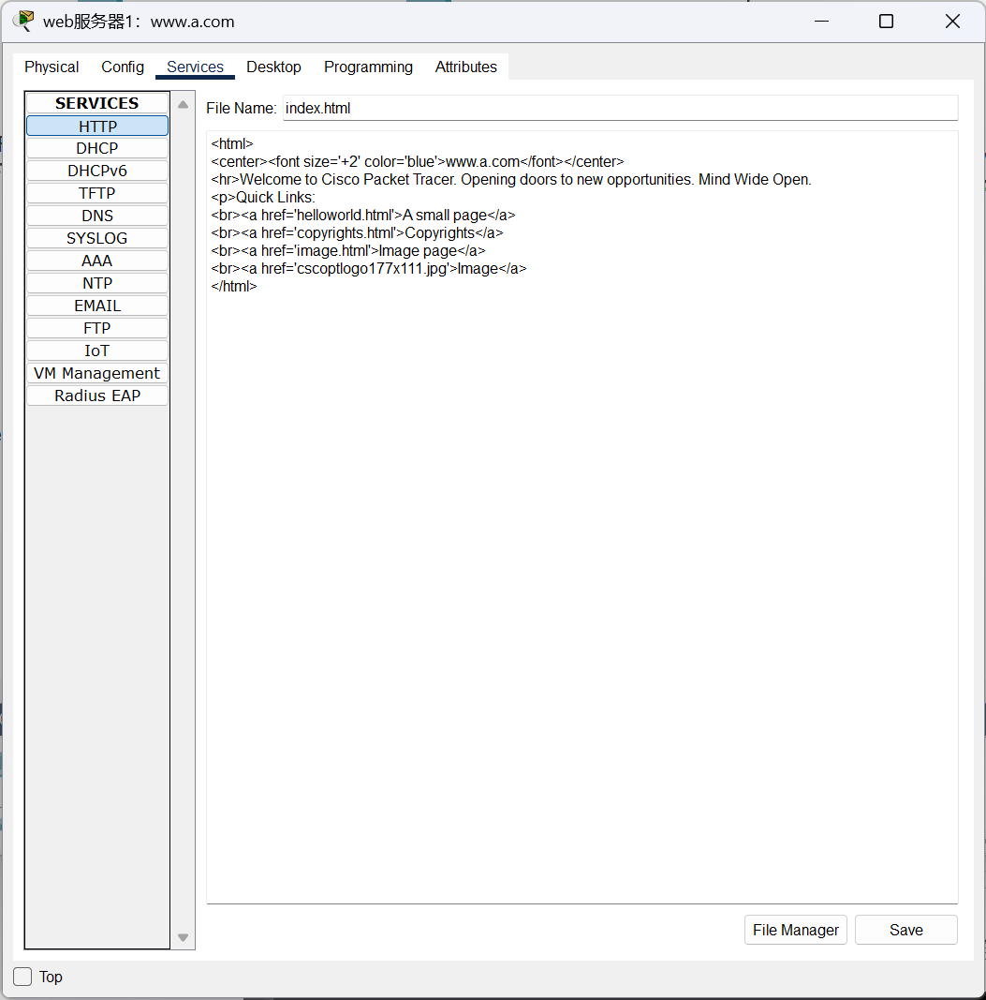 web服务器1：www.a.com
Physical Config Services Desktop Programming Attributes
SERVICES
HTTP
DHCP
DHCPv6
TFTP
DNS
SYSLOG
AAA
NTP
EMAIL
FTP
IoT
VM Management
Radius EAP
File Name: index.html
<html>
<center><font size='+2' color='blue'>www.a.com</font></center>
<hr>Welcome to Cisco Packet Tracer. Opening doors to new opportunities. Mind Wide Open.
<p>Quick Links:
<br><a href='helloworld.html'>A small page</a>
<br><a href='copyrights.html'>Copyrights</a>
<br><a href='image.html'>Image page</a>
<br><a href='cscoptlogo177x111.jpg'>Image</a>
</html>
File Manager Save
Top